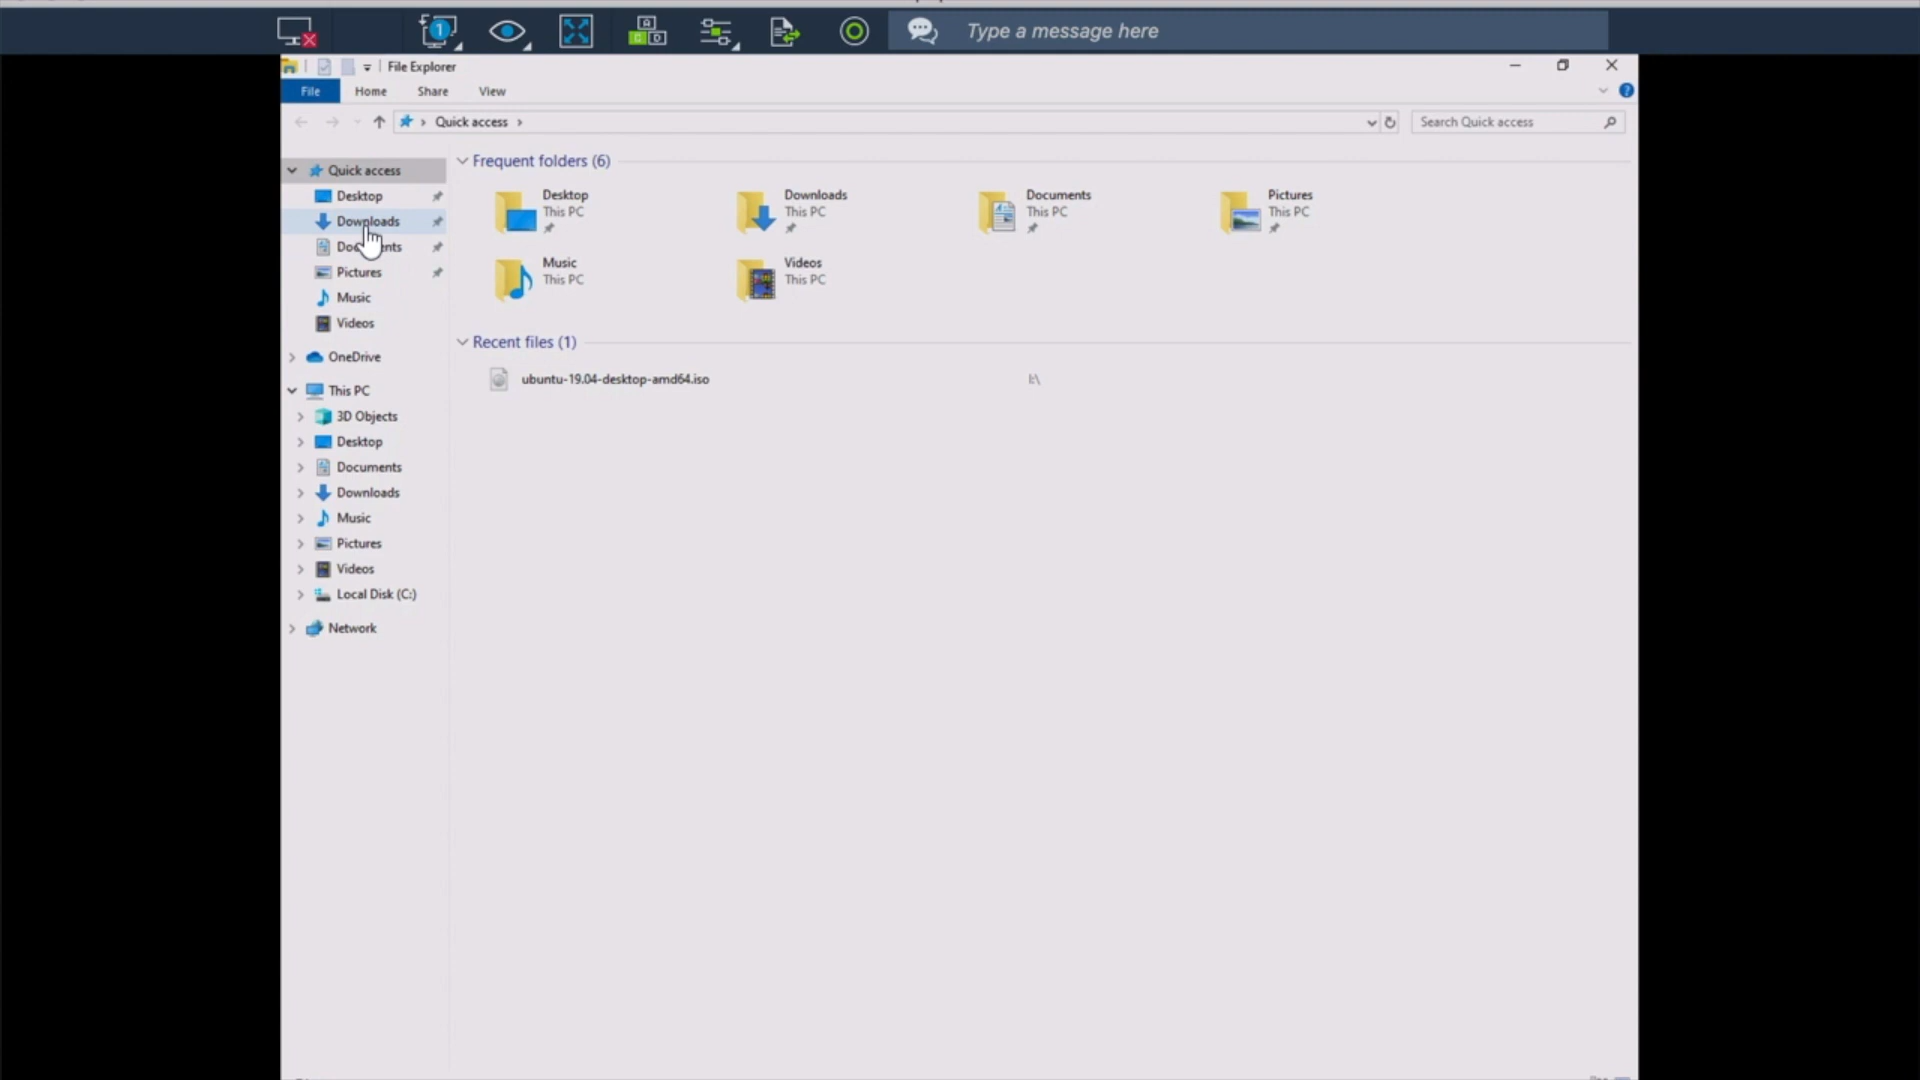 1
A
C D
Type a message here
File Explorer
File Home Share View
Quick access
Search Quick access
Quick access
Desktop
Downloads
Documents
Pictures
Music
Videos
OneDrive
This PC
3D Objects
Desktop
Documents
Downloads
Music
Pictures
Videos
Local Disk (C:)
Network
Frequent folders (6)
Desktop
This PC
Downloads
This PC
Documents
This PC
Pictures
This PC
Music
This PC
Videos
This PC
Recent files (1)
ubuntu-19.04-desktop-amd64.iso I:\